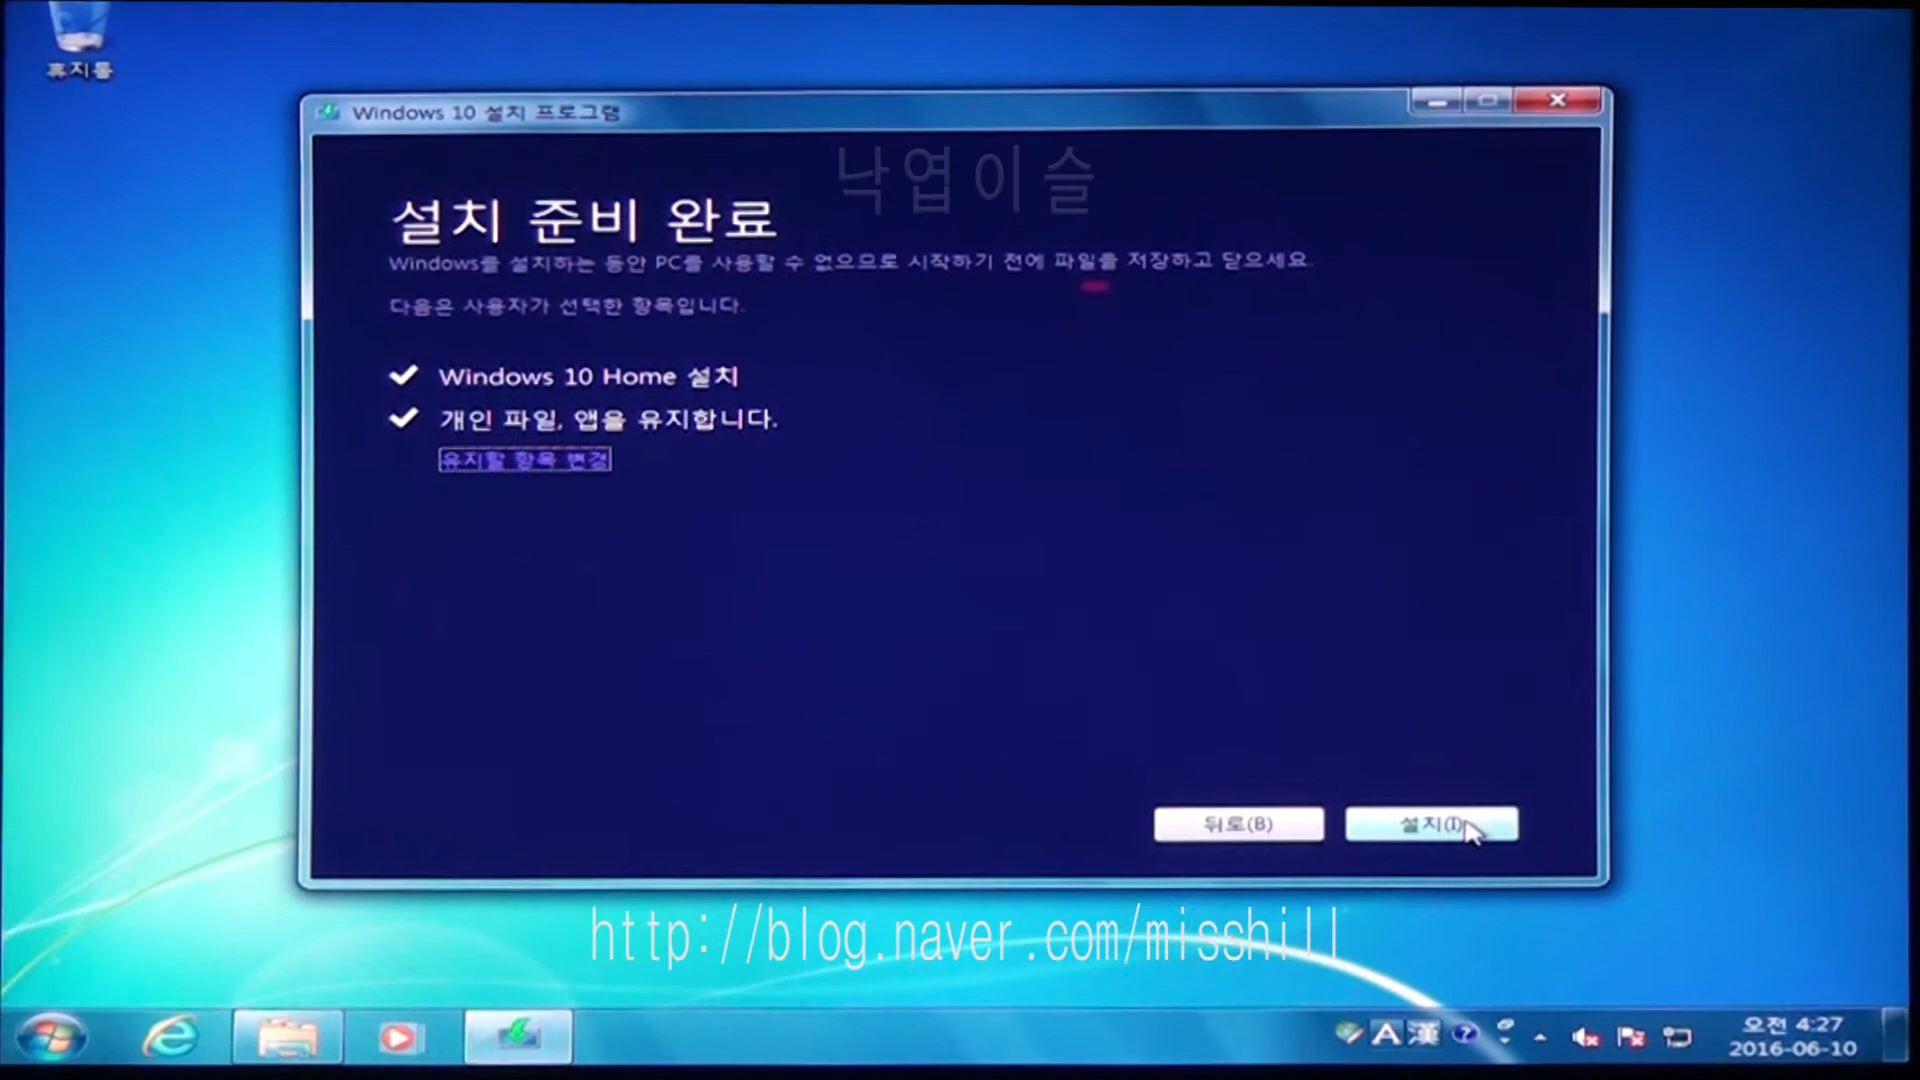 휴지통
Windows 10 설치 프로그램
낙엽이슬
설치 준비 완료
Windows를 설치하는 동안 PC를 사용할 수 없으므로 시작하기 전에 파일을 저장하고 닫으세요.
다음은 사용자가 선택한 항목입니다.
Windows 10 Home 설치
개인 파일, 앱을 유지합니다.
유지할 항목 변경
뒤로(B)
설치(I)
http://blog.naver.com/misshill
A 漢 ?
오전 4:27
2016-06-10